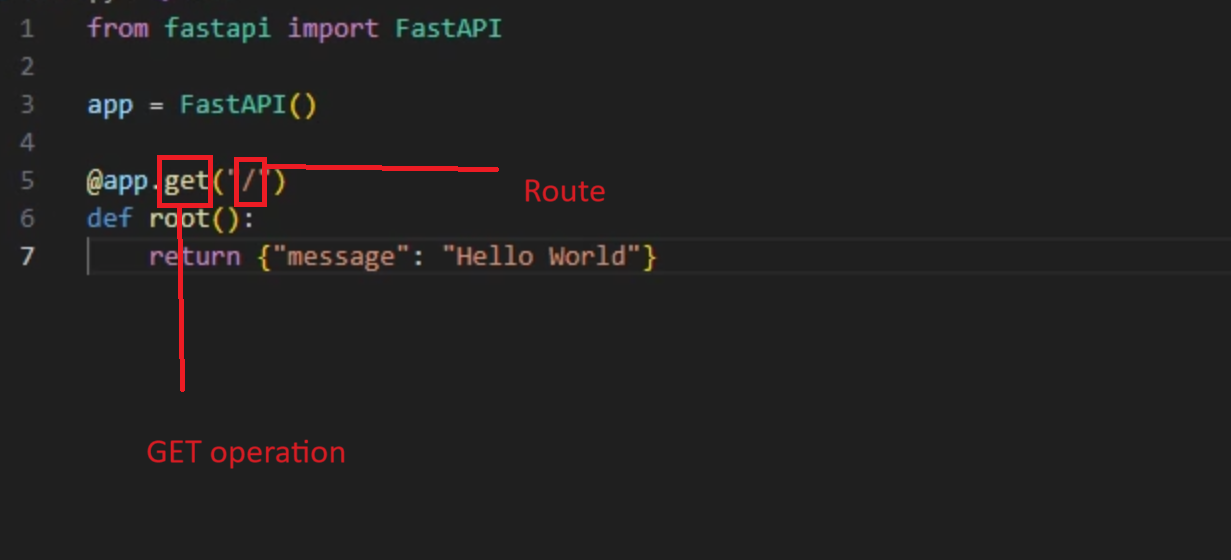 1 from fastapi import FastAPI
2
3 app = FastAPI()
4
5 @app.get("/")
Route
6 def root():
7 return {"message": "Hello World"}
GET operation